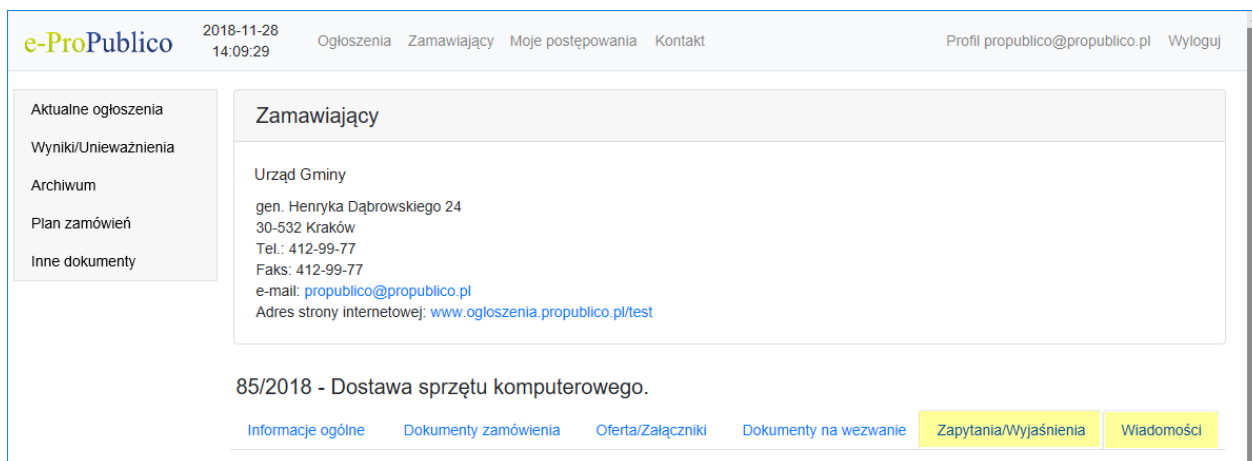 e-ProPublico
2018-11-28
14:09:29
Ogłoszenia Zamawiający Moje postępowania Kontakt
Profil propublico@propublico.pl Wyloguj
Aktualne ogłoszenia
Wyniki/Unieważnienia
Archiwum
Plan zamówień
Inne dokumenty
Zamawiający
Urząd Gminy
gen. Henryka Dąbrowskiego 24
30-532 Kraków
Tel.: 412-99-77
Faks: 412-99-77
e-mail: propublico@propublico.pl
Adres strony internetowej: www.ogloszenia.propublico.pl/test
85/2018 - Dostawa sprzętu komputerowego.
Informacje ogólne Dokumenty zamówienia Oferta/Załączniki Dokumenty na wezwanie Zapytania/Wyjaśnienia Wiadomości